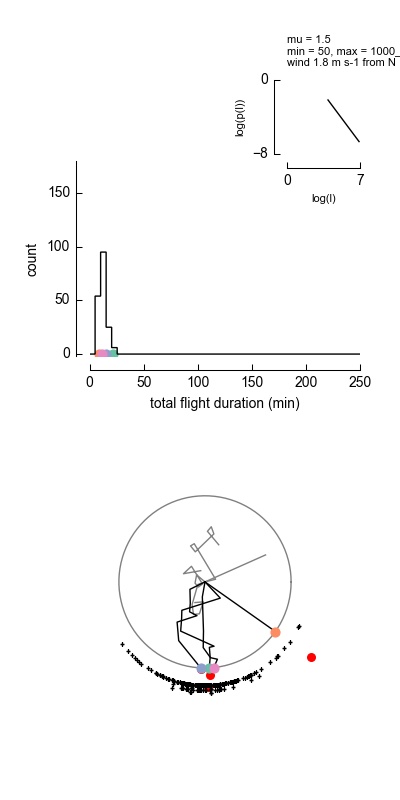 mu = 1.5
min = 50, max = 1000_
wind 1.8 m s-1 from N
0
log(p(l))
−8
0
7
log(l)
150
100
50
0
count
0
50
100
150
200
250
total flight duration (min)